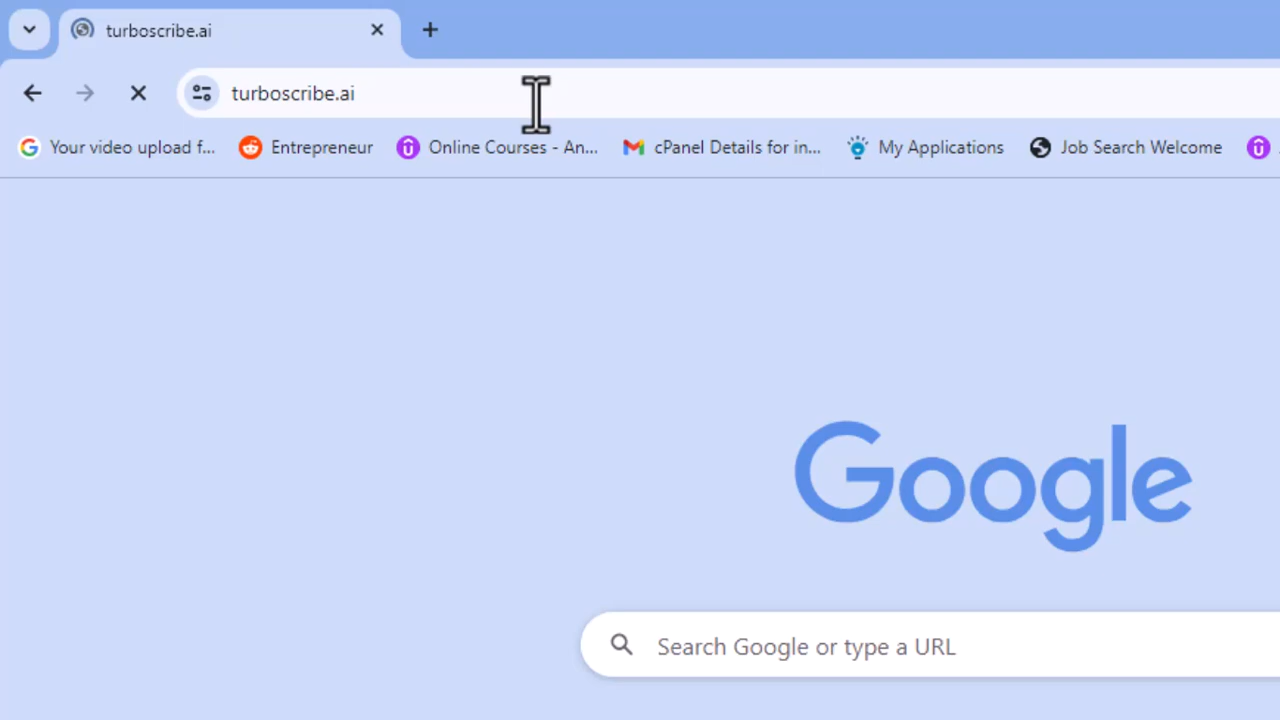 turboscribe.ai
turboscribe.ai
Your video upload f... Entrepreneur Online Courses - An... cPanel Details for in... My Applications Job Search Welcome
Google
Search Google or type a URL